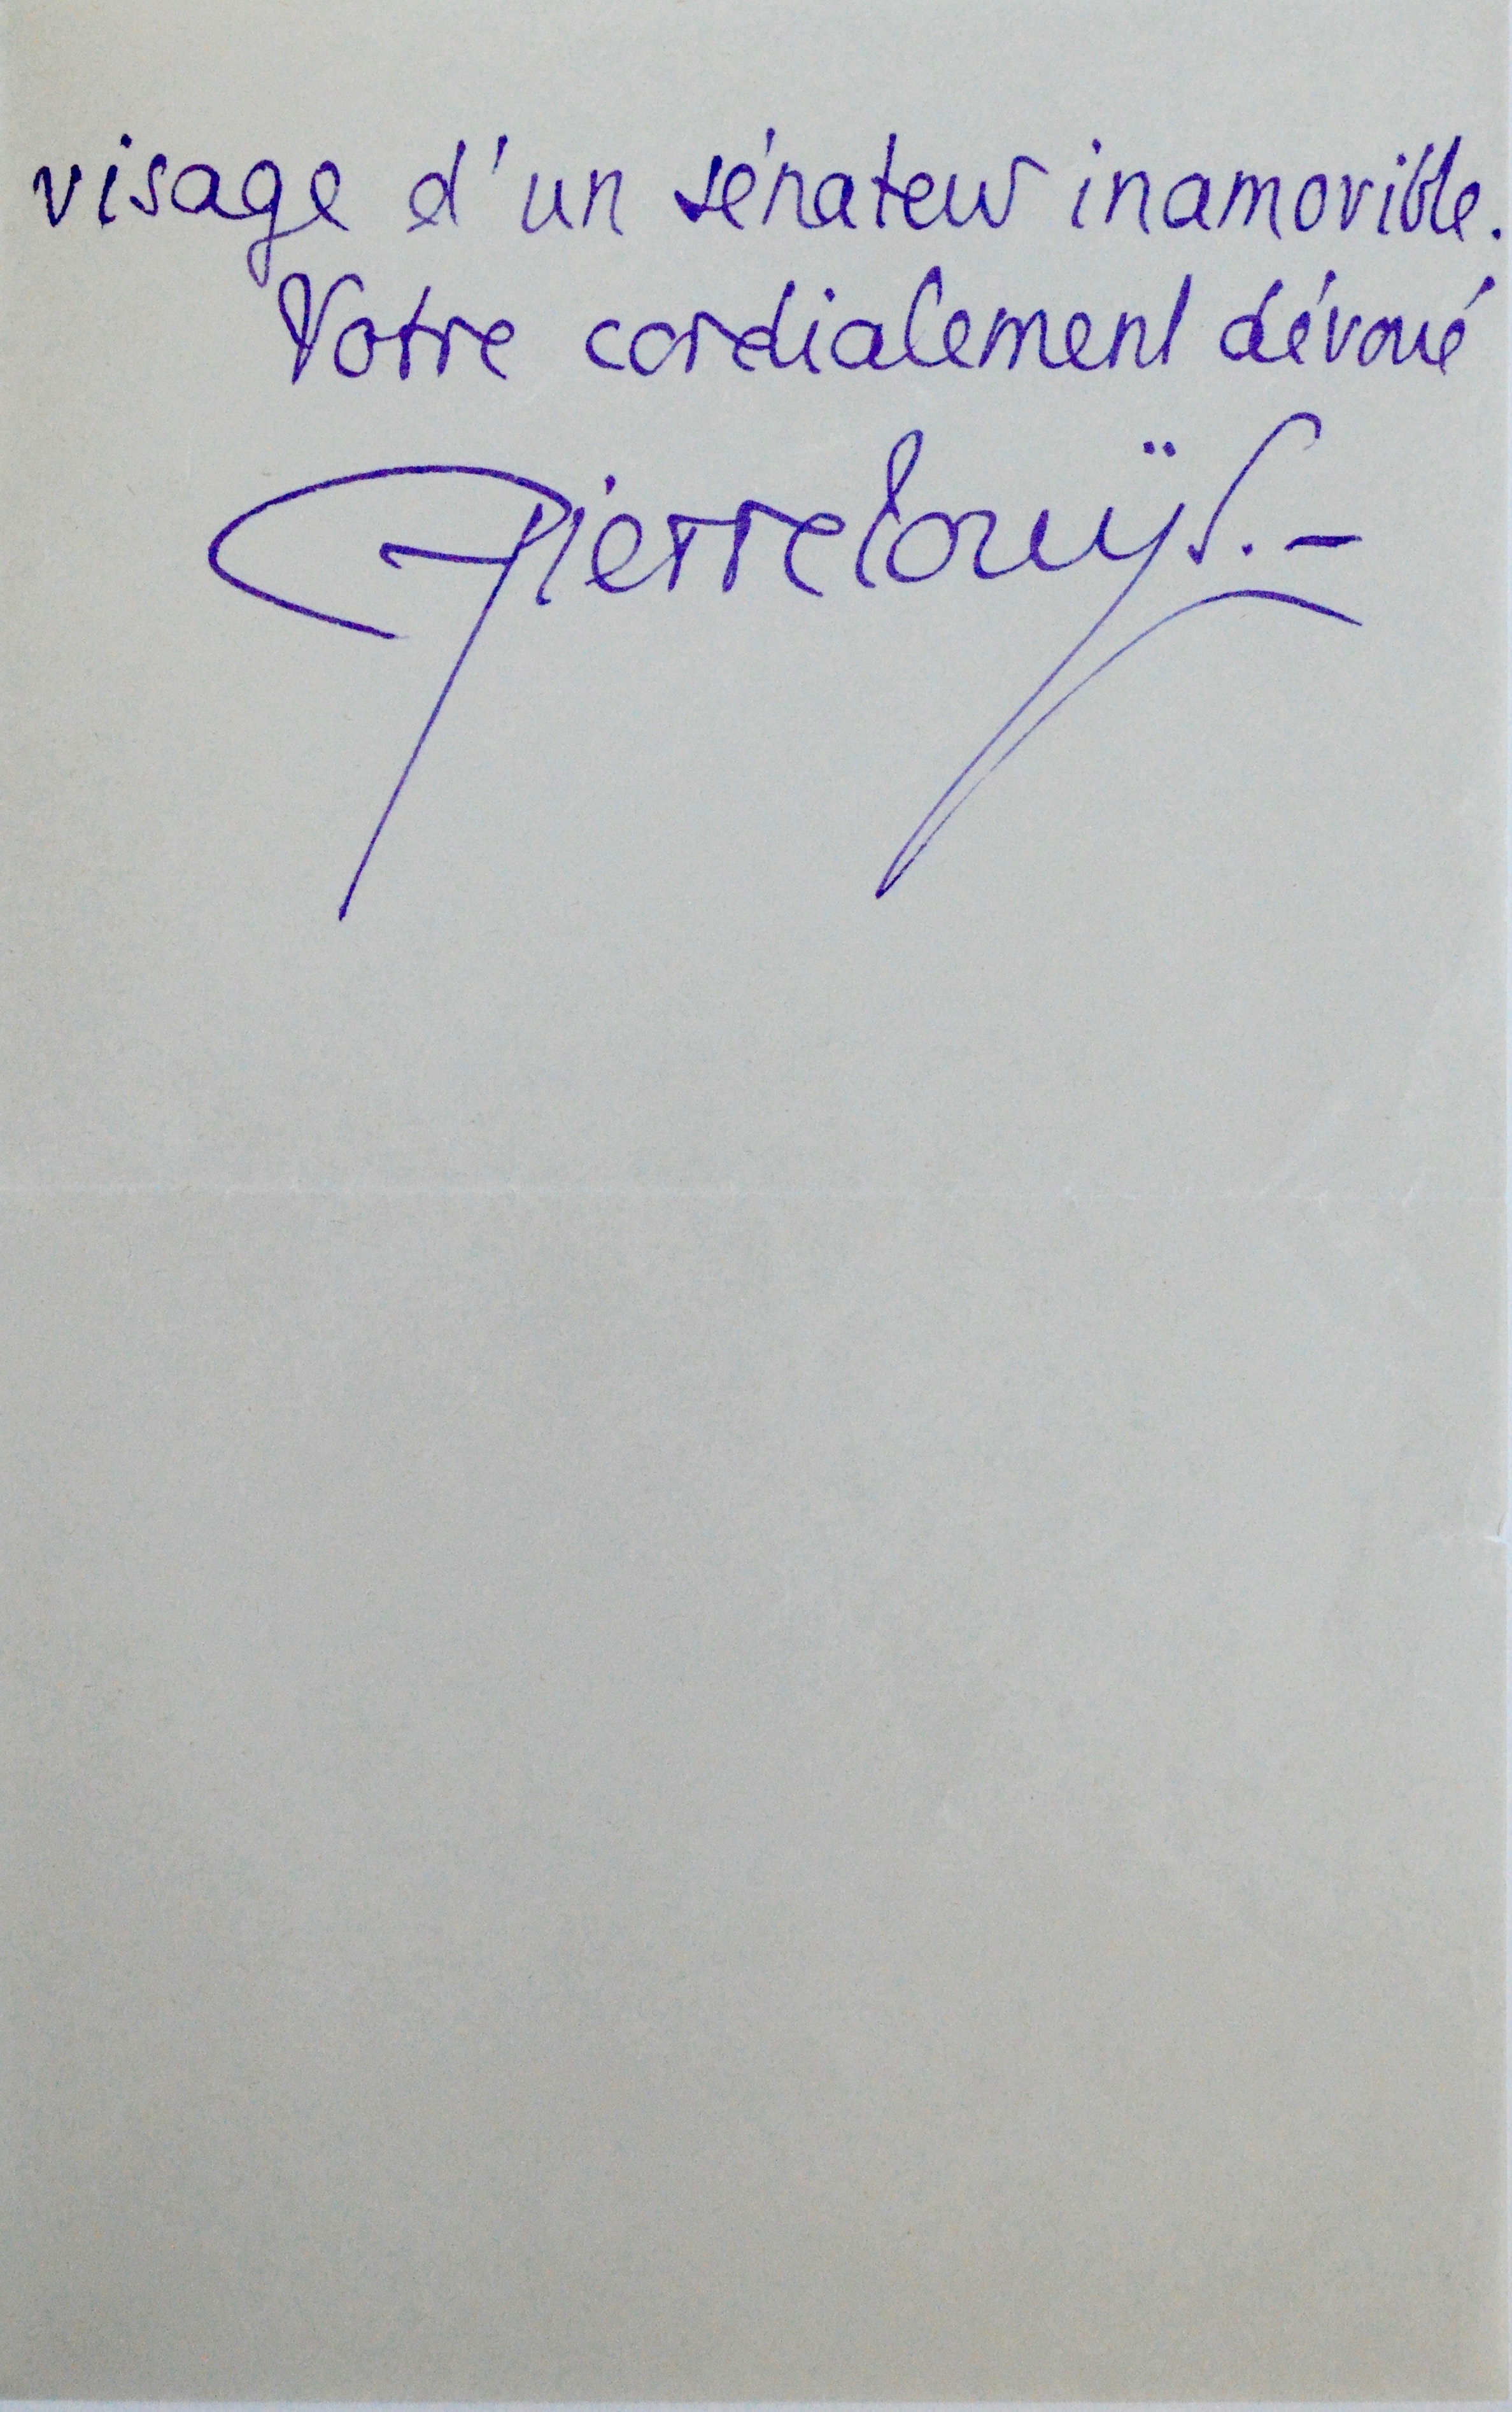 visage d'un sénateur inamovible.
Votre cordialement dévoué
Pierre Louÿs. –